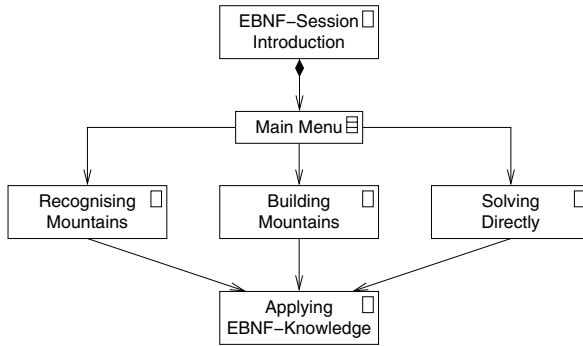 EBNF–Session
Introduction
Main Menu
Recognising
Mountains
Building
Mountains
Solving
Directly
Applying
EBNF–Knowledge